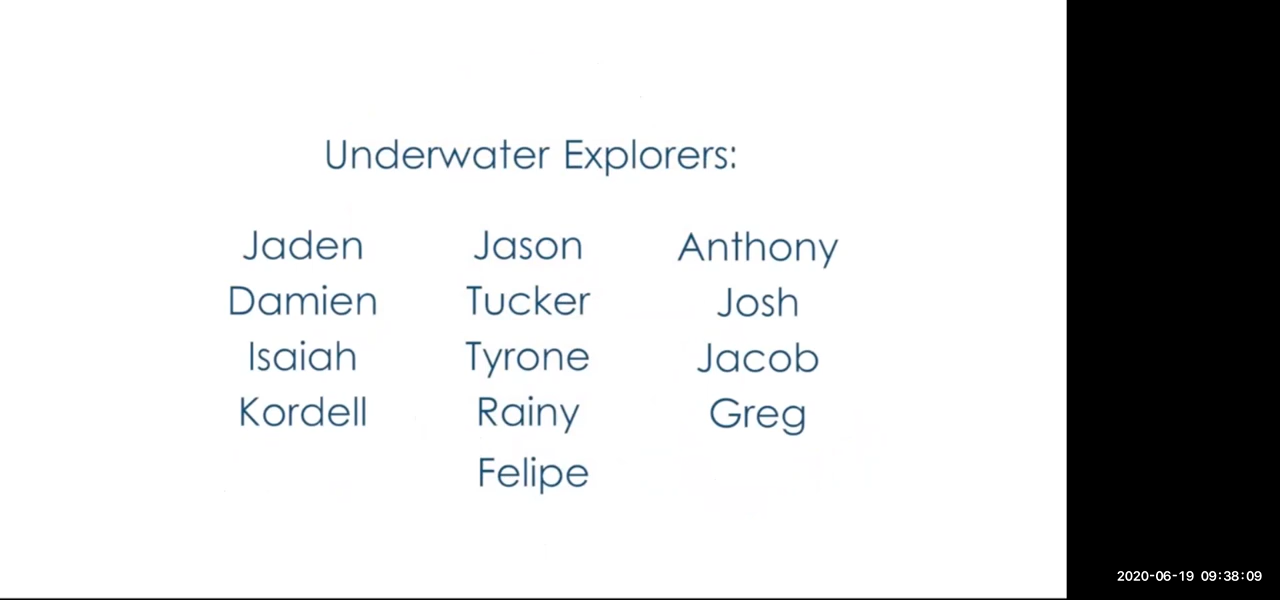 Underwater Explorers:
Jaden Jason Anthony
Damien Tucker Josh
Isaiah Tyrone Jacob
Kordell Rainy Greg
Felipe
2020-06-19 09:38:09